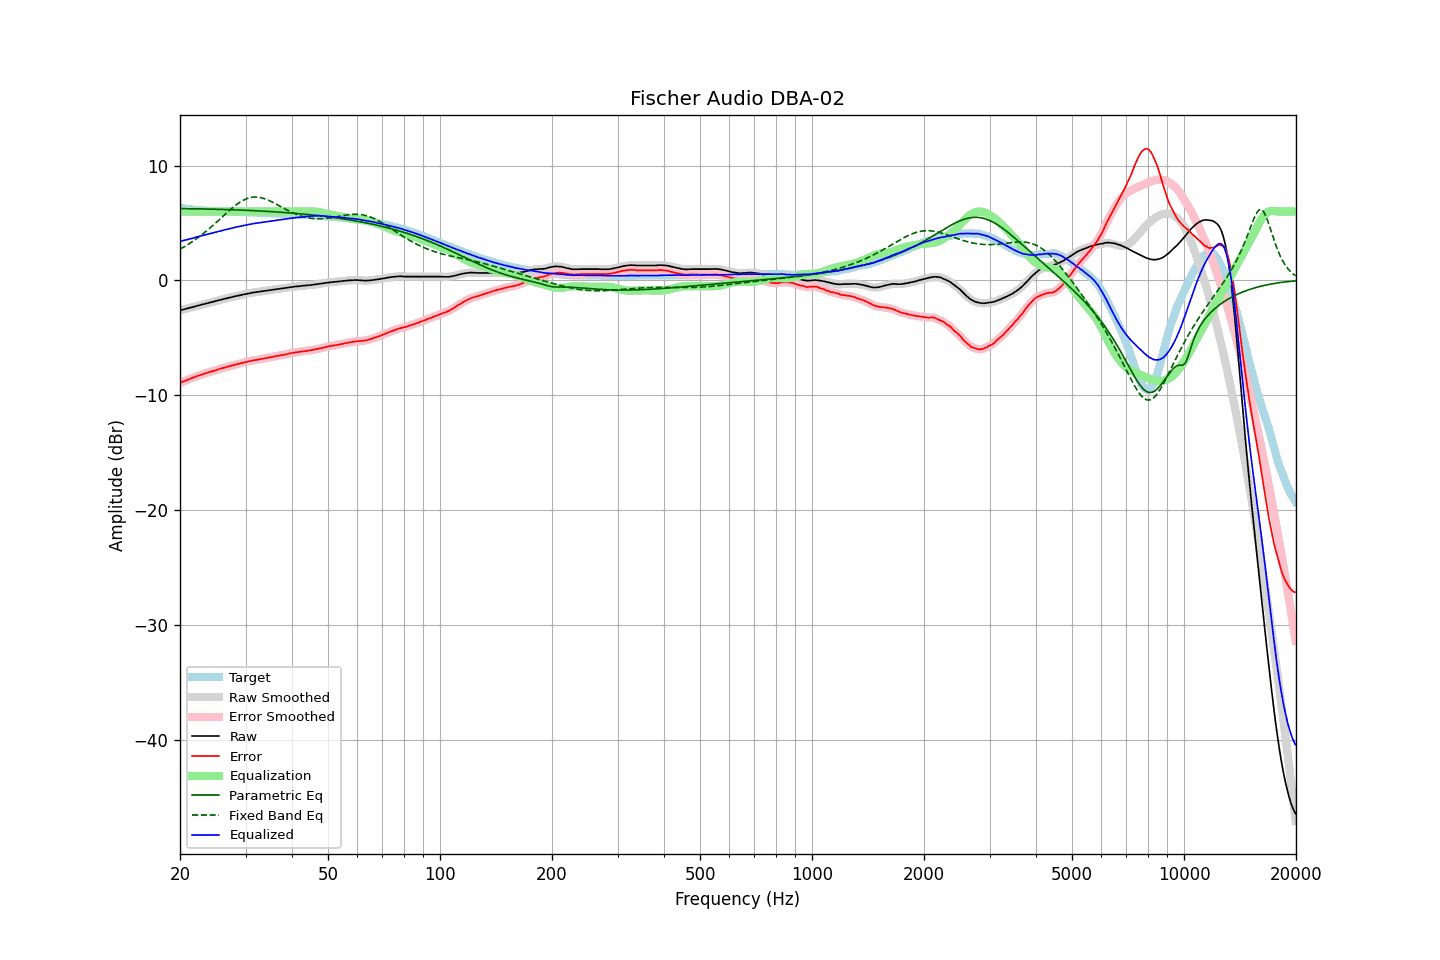 Fischer Audio DBA-02
Amplitude (dBr)
10
0
−10
−20
−30
−40
Target
Raw Smoothed
Error Smoothed
Raw
Error
Equalization
Parametric Eq
Fixed Band Eq
Equalized
20 50 100 200 500 1000 2000 5000 10000 20000
Frequency (Hz)